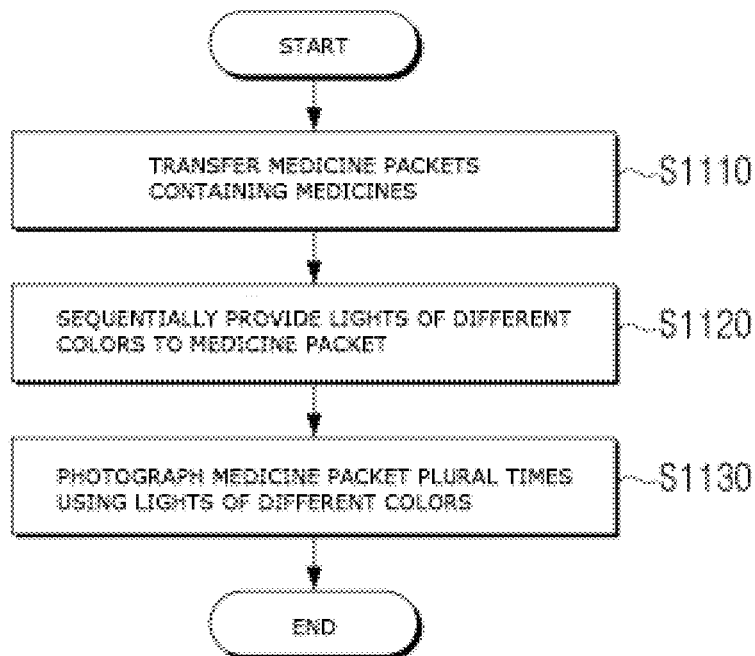 START
TRANSFER MEDICINE PACKETS
CONTAINING MEDICINES
S1110
SEQUENTIALLY PROVIDE LIGHTS OF DIFFERENT
COLORS TO MEDICINE PACKET
S1120
PHOTOGRAPH MEDICINE PACKET PLURAL TIMES
USING LIGHTS OF DIFFERENT COLORS
S1130
END